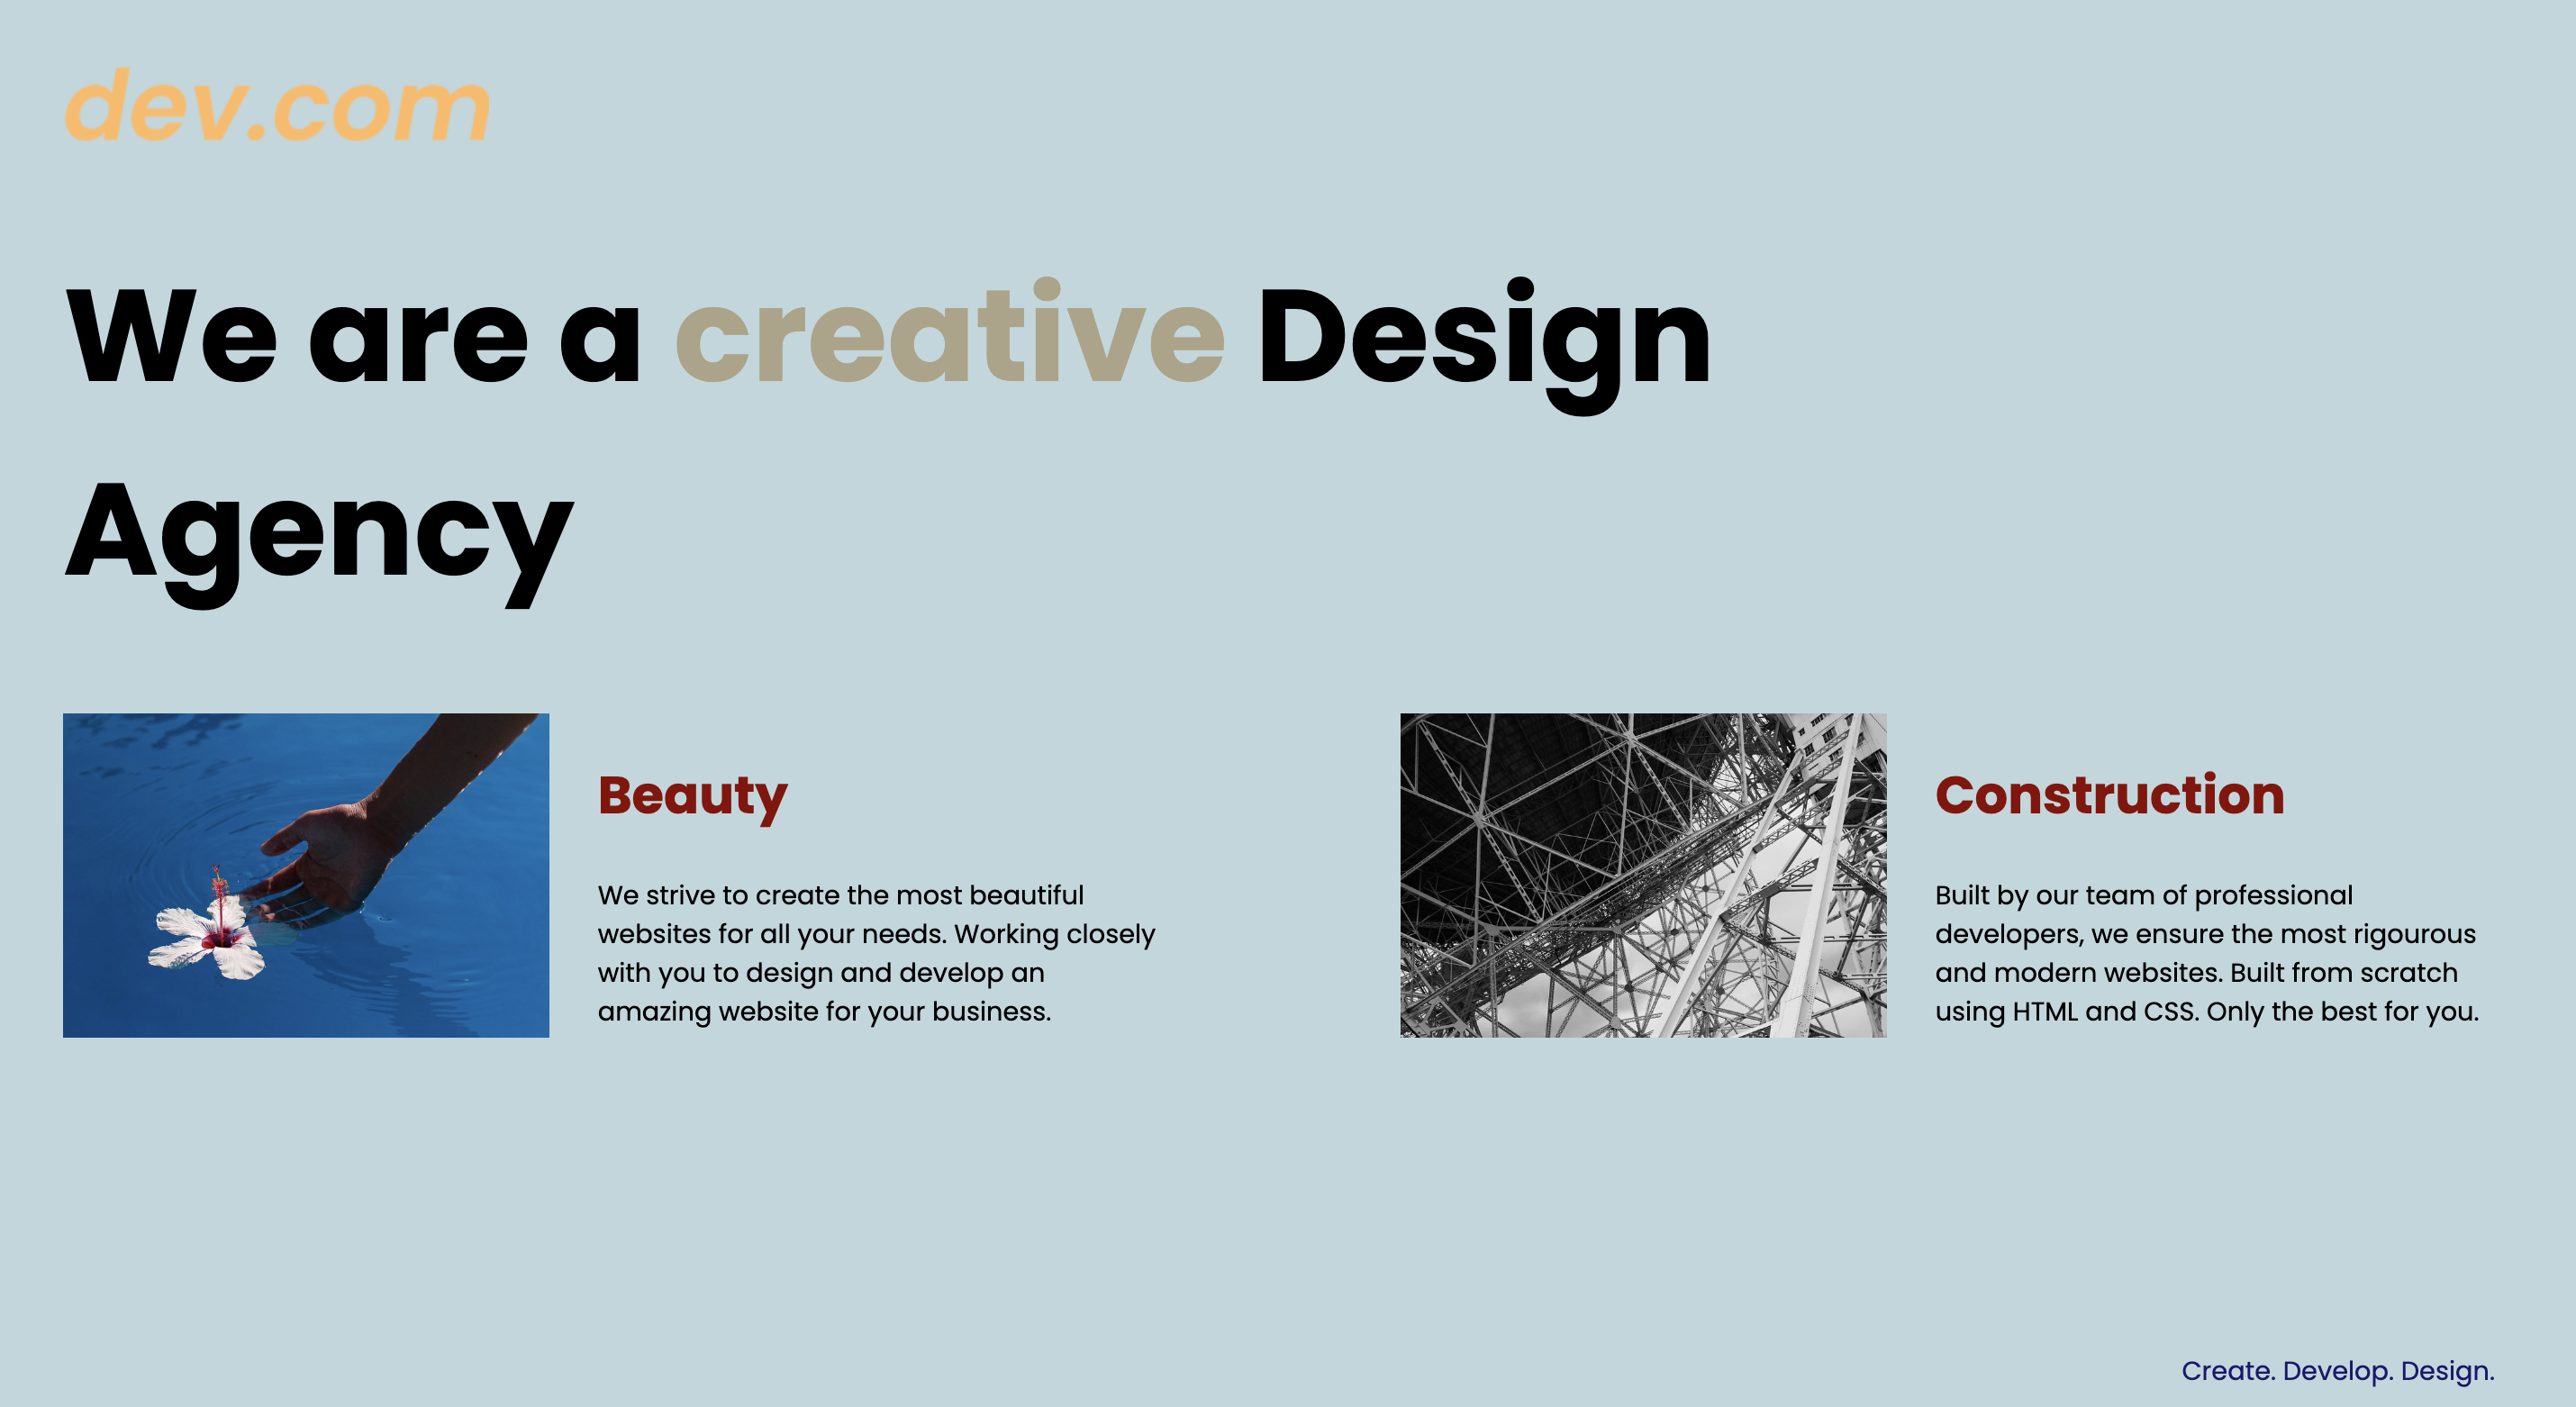 dev.com
We are a creative Design
Agency
Beauty
We strive to create the most beautiful
websites for all your needs. Working closely
with you to design and develop an
amazing website for your business.
Construction
Built by our team of professional
developers, we ensure the most rigourous
and modern websites. Built from scratch
using HTML and CSS. Only the best for you.
Create. Develop. Design.